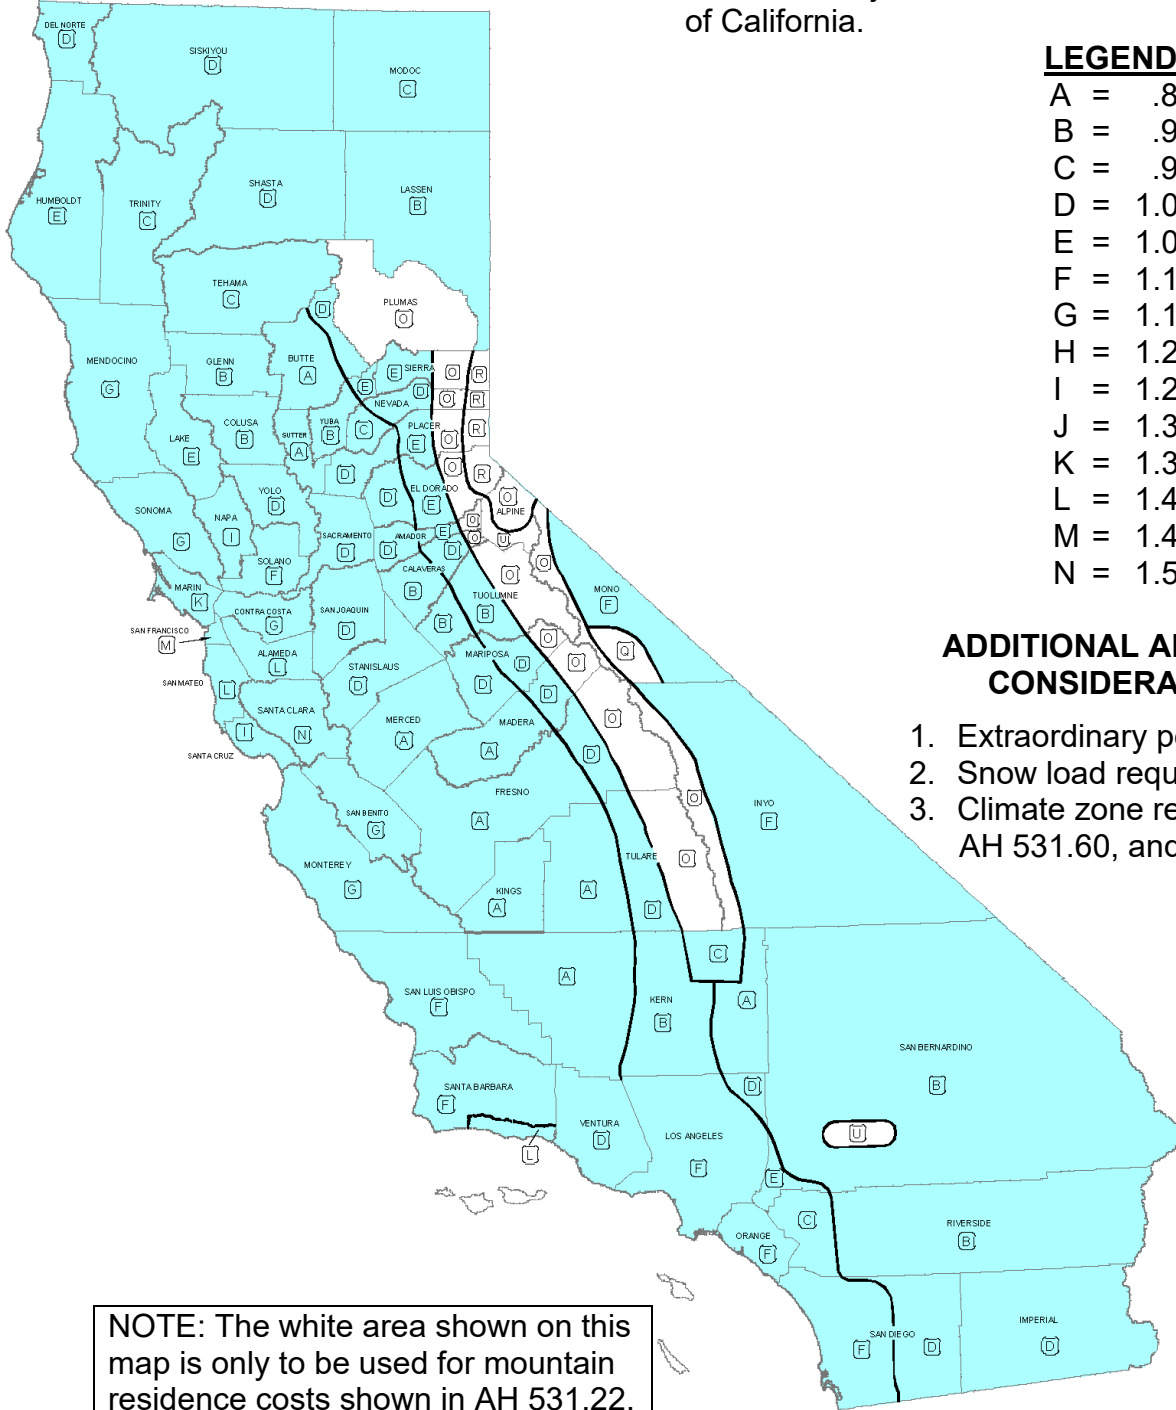 of California.
LEGEND
A = .8
B = .9
C = .9
D = 1.0
E = 1.0
F = 1.1
G = 1.1
H = 1.2
I = 1.2
J = 1.3
K = 1.3
L = 1.4
M = 1.4
N = 1.5
ADDITIONAL
CONSIDERA
1. Extraordinary
2. Snow load requ
3. Climate zone re
AH 531.60, and
DEL NORTE
D
SISKIYOU
D
MODOC
C
HUMBOLDT
E
TRINITY
C
SHASTA
D
LASSEN
B
TEHAMA
C
D
PLUMAS
O
MENDOCINO
G
GLENN
B
BUTTE
A
E
E SIERRA
D
O R
O R
NEVADA
LAKE
E
COLUSA
B
SUTTER
A
YUBA
B
C
PLACER
E
O
R
O
R
SONOMA
G
NAPA
I
YOLO
D
D
D
EL DORADO
E
O
ALPINE
SACRAMENTO
D
AMADOR
D
E
D
O
O
U
SOLANO
F
MARIN
K
CALAVERAS
B
O
O
MONO
F
CONTRA COSTA
G
SAN JOAQUIN
D
TUOLUMNE
B
B
SAN FRANCISCO
M
ALAMEDA
L
STANISLAUS
D
MARIPOSA
D
D
O
O
Q
SAN MATEO
L
SANTA CLARA
N
MERCED
A
MADERA
A
D
O
SANTA CRUZ
I
D
SAN BENITO
G
FRESNO
A
O
INYO
F
MONTEREY
G
KINGS
A
A
TULARE
D
O
SAN LUIS OBISPO
F
A
KERN
B
C
A
SAN BERNARDINO
B
SANTA BARBARA
F
L
VENTURA
D
LOS ANGELES
F
D
E
U
ORANGE
F
C
RIVERSIDE
B
SAN DIEGO
F
D
IMPERIAL
D
NOTE: The white area shown on this
map is only to be used for mountain
residence costs shown in AH 531.22.